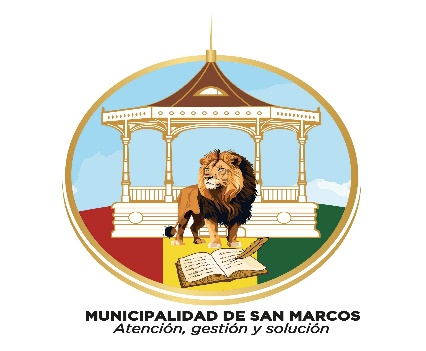 MUNICIPALIDAD DE SAN MARCOS
Atención, gestión y solución